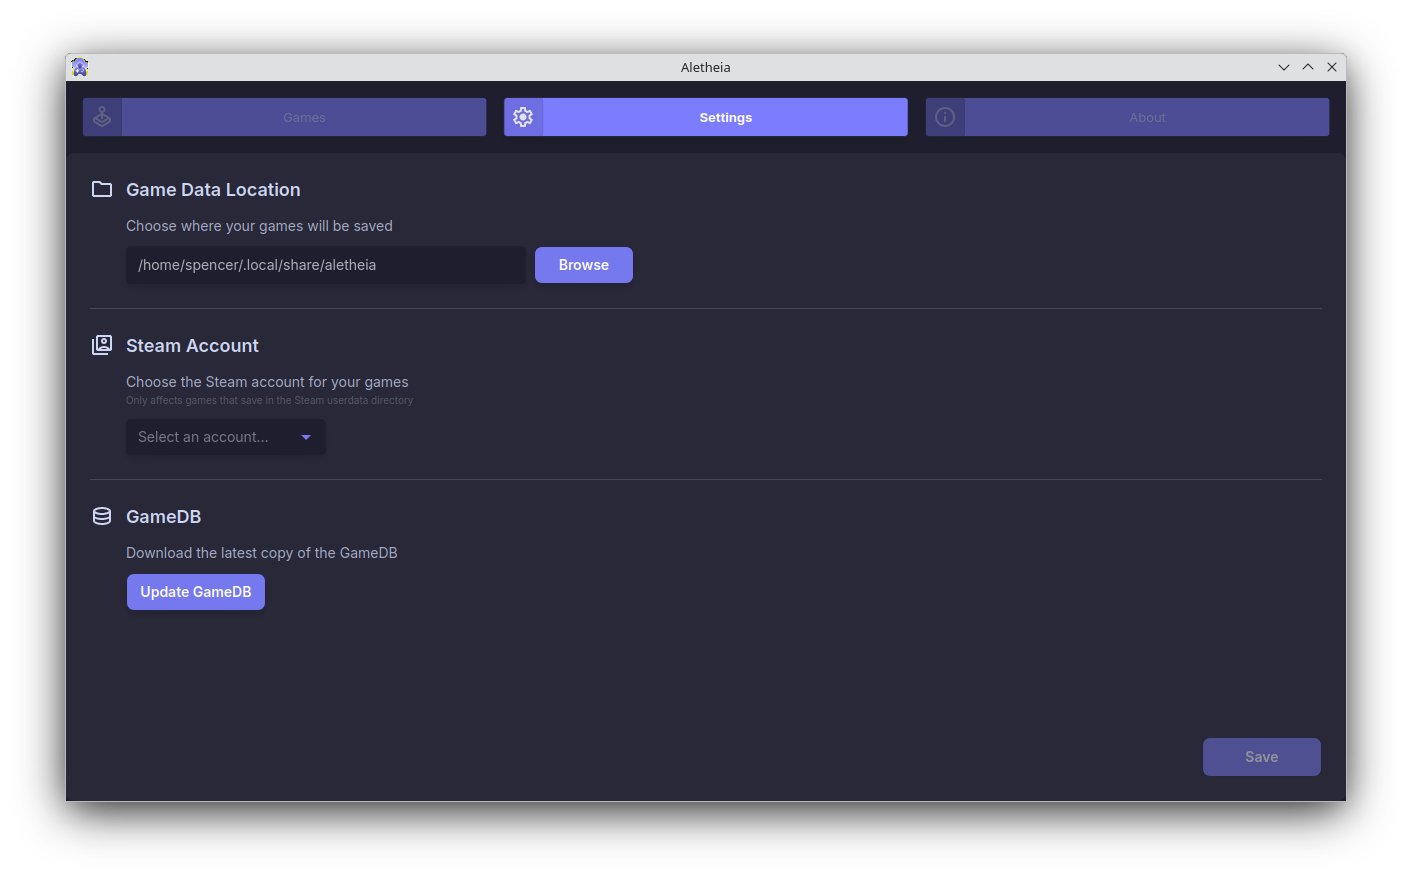 Aletheia
Games
Settings
About
Game Data Location
Choose where your games will be saved
/home/spencer/.local/share/aletheia
Browse
Steam Account
Choose the Steam account for your games
Only affects games that save in the Steam userdata directory
Select an account...
GameDB
Download the latest copy of the GameDB
Update GameDB
Save